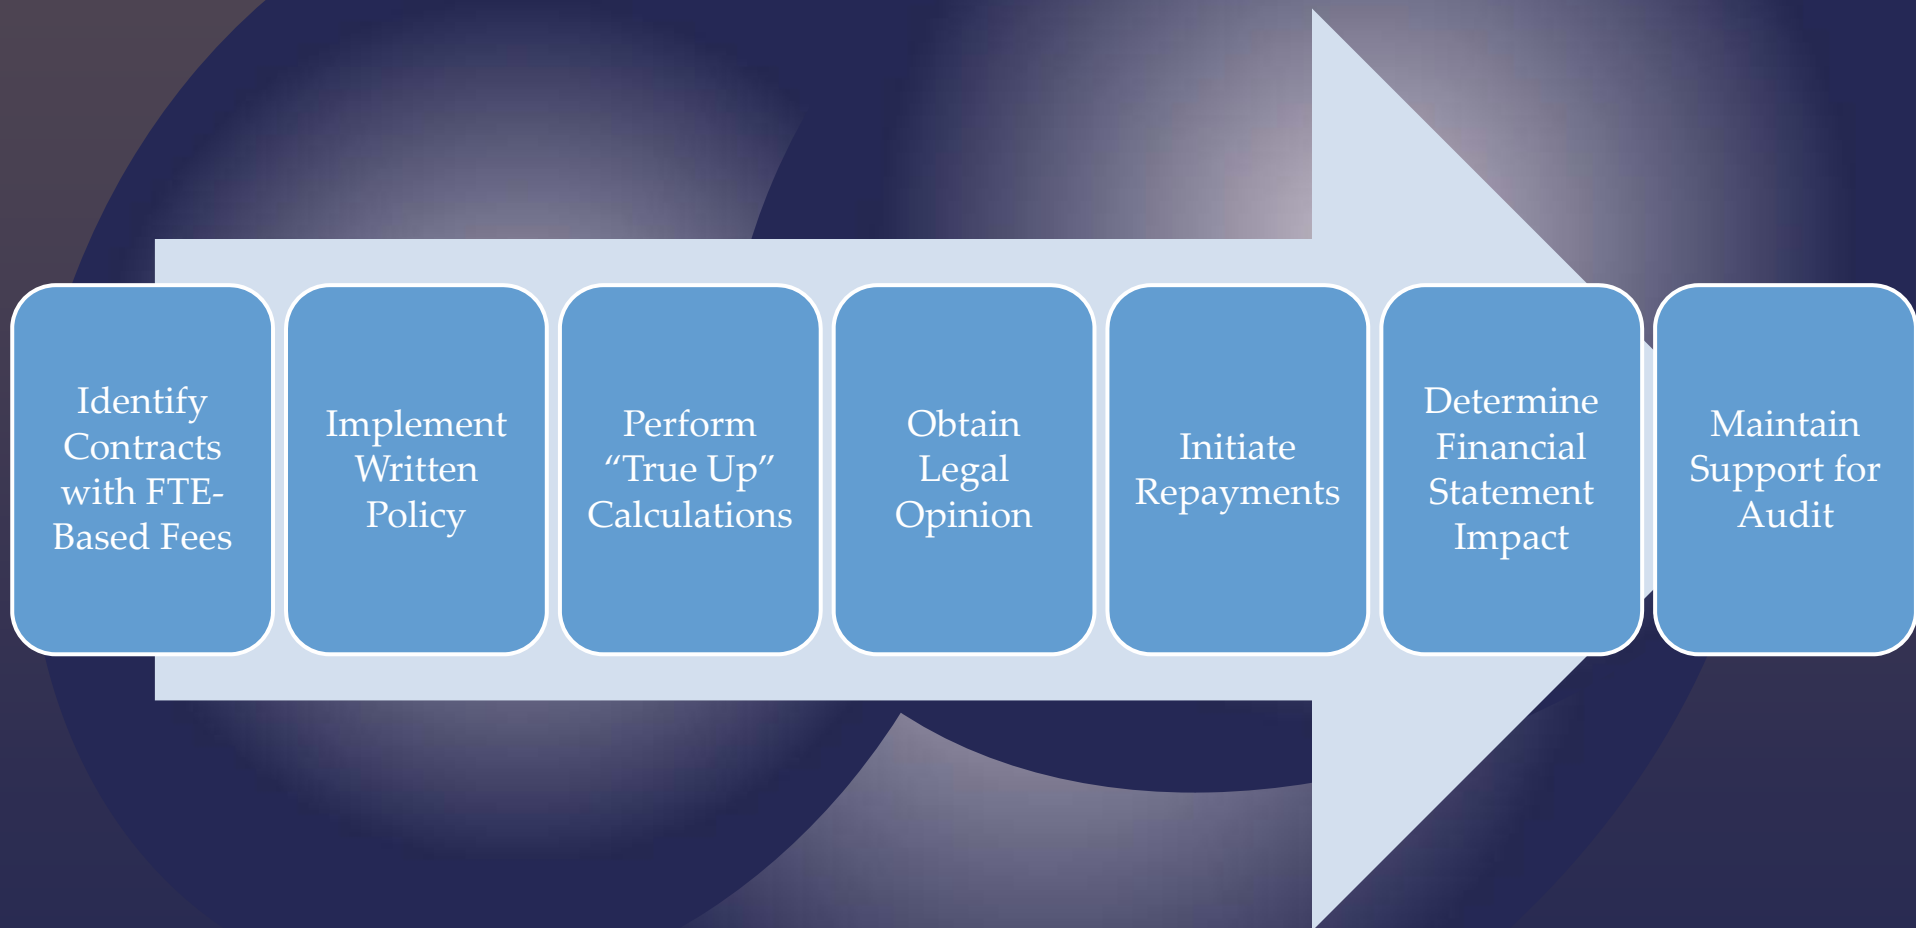 Identify
Contracts
with FTE-
Based Fees
Implement
Written
Policy
Perform
“True Up”
Calculations
Obtain
Legal
Opinion
Initiate
Repayments
Determine
Financial
Statement
Impact
Maintain
Support for
Audit